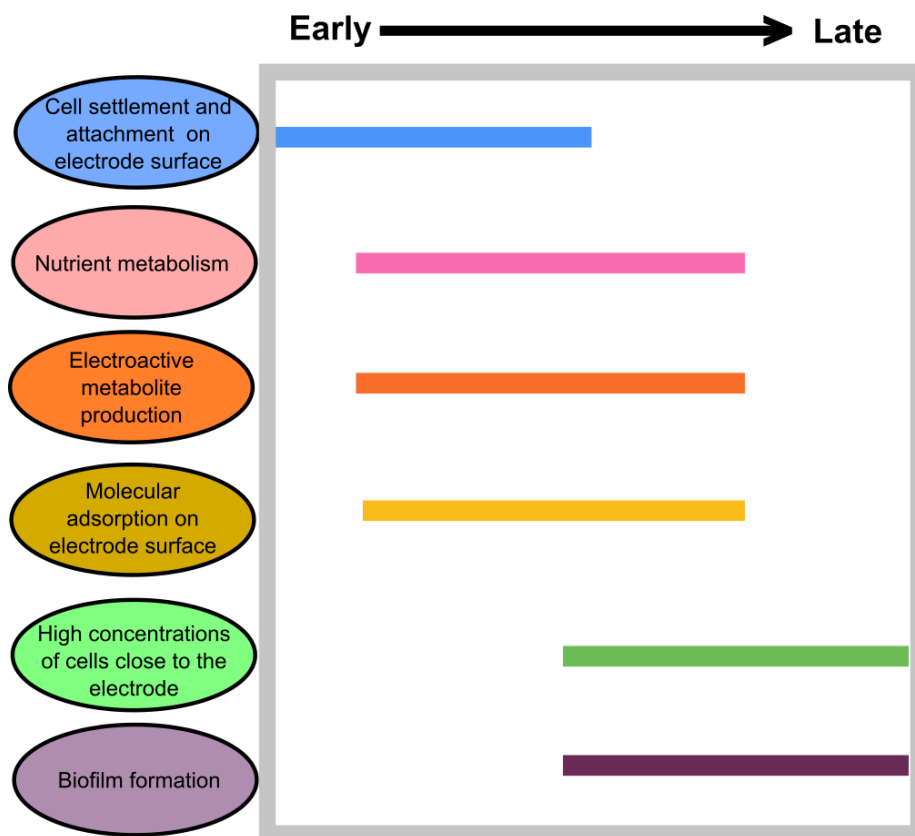 Early
Late
Cell settlement and
attachment on
electrode surface
Nutrient metabolism
Electroactive
metabolite
production
Molecular
adsorption on
electrode surface
High concentrations
of cells close to the
electrode
Biofilm formation